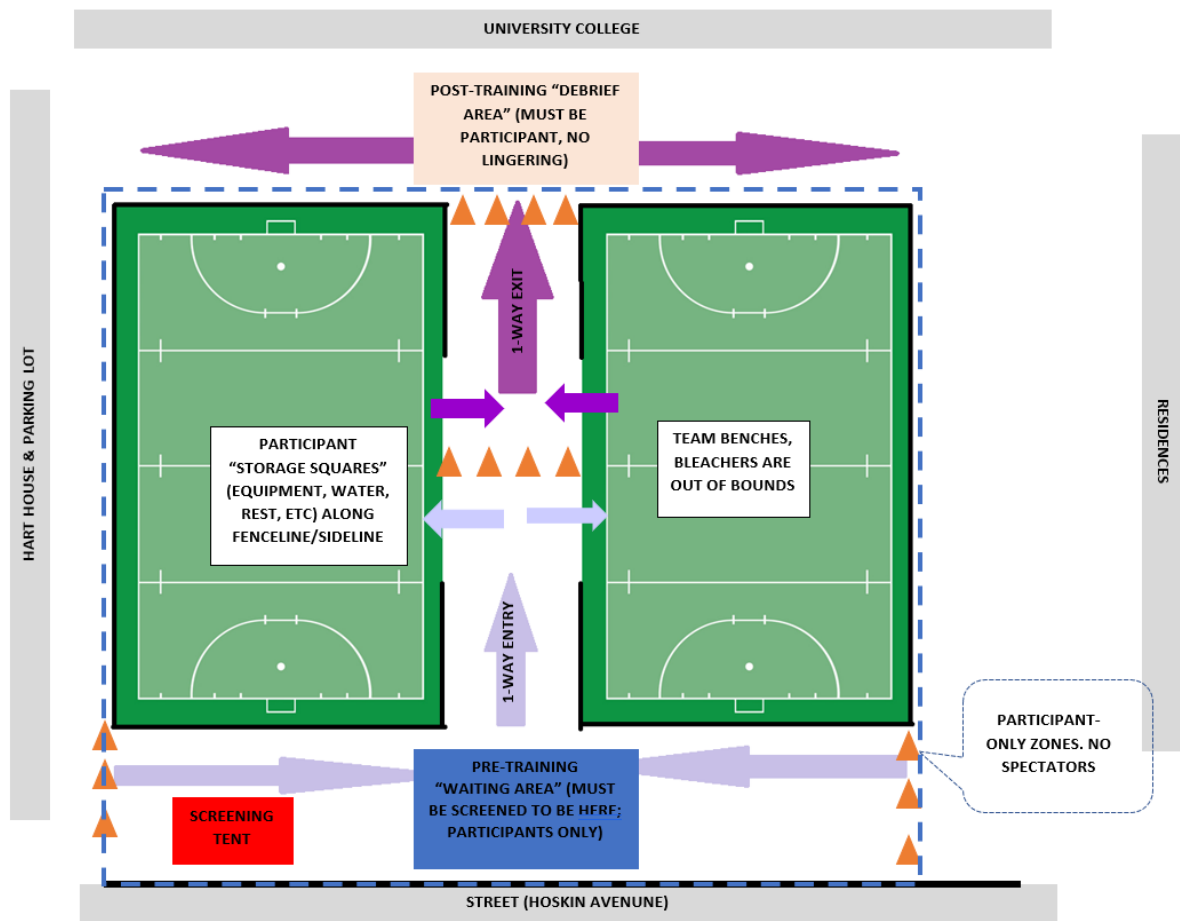 UNIVERSITY COLLEGE
POST-TRAINING “DEBRIEF
AREA” (MUST BE
PARTICIPANT, NO
LINGERING)
HART HOUSE & PARKING LOT
1-WAY EXIT
RESIDENCES
PARTICIPANT
“STORAGE SQUARES”
(EQUIPMENT, WATER,
REST, ETC) ALONG
FENCELINE/SIDELINE
TEAM BENCHES,
BLEACHERS ARE
OUT OF BOUNDS
1-WAY ENTRY
PARTICIPANT-
ONLY ZONES. NO
SPECTATORS
PRE-TRAINING
“WAITING AREA” (MUST
BE SCREENED TO BE HERE;
PARTICIPANTS ONLY)
SCREENING
TENT
STREET (HOSKIN AVENUNE)